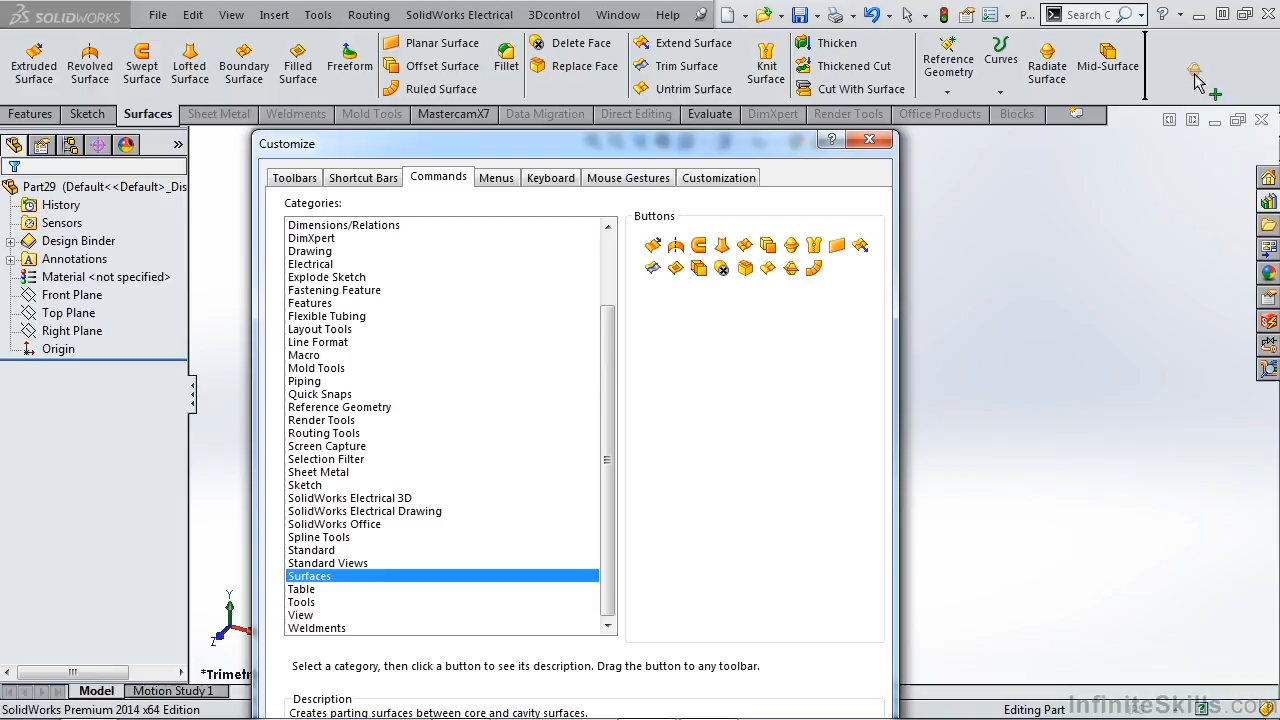 SOLIDWORKS File Edit View Insert Tools Routing SolidWorks Electrical 3Dcontrol Window Help P... Search C
Extruded Surface
Revolved Surface
Swept Surface
Lofted Surface
Boundary Surface
Filled Surface
Freeform
Planar Surface
Offset Surface
Ruled Surface
Fillet
Delete Face
Replace Face
Extend Surface
Trim Surface
Untrim Surface
Knit Surface
Thicken
Thickened Cut
Cut With Surface
Reference Geometry
Curves
Radiate Surface
Mid-Surface
Features Sketch Surfaces Sheet Metal Weldments Mold Tools MastercamX7 Data Migration Direct Editing Evaluate DimXpert Render Tools Office Products Blocks
Part29 (Default<<Default>_Dis
History
Sensors
Design Binder
Annotations
Material <not specified>
Front Plane
Top Plane
Right Plane
Origin
Customize
Toolbars Shortcut Bars Commands Menus Keyboard Mouse Gestures Customization
Categories:
Buttons
Dimensions/Relations
DimXpert
Drawing
Electrical
Explode Sketch
Fastening Feature
Features
Flexible Tubing
Layout Tools
Line Format
Macro
Mold Tools
Piping
Quick Snaps
Reference Geometry
Render Tools
Routing Tools
Screen Capture
Selection Filter
Sheet Metal
Sketch
SolidWorks Electrical 3D
SolidWorks Electrical Drawing
SolidWorks Office
Spline Tools
Standard
Standard Views
Surfaces
Table
Tools
View
Weldments
Select a category, then click a button to see its description. Drag the button to any toolbar.
Description
Creates parting surfaces between core and cavity surfaces.
Y
Z
*Trimetr
Model Motion Study 1
SolidWorks Premium 2014 x64 Edition
Editing Part
InfiniteSkills.com